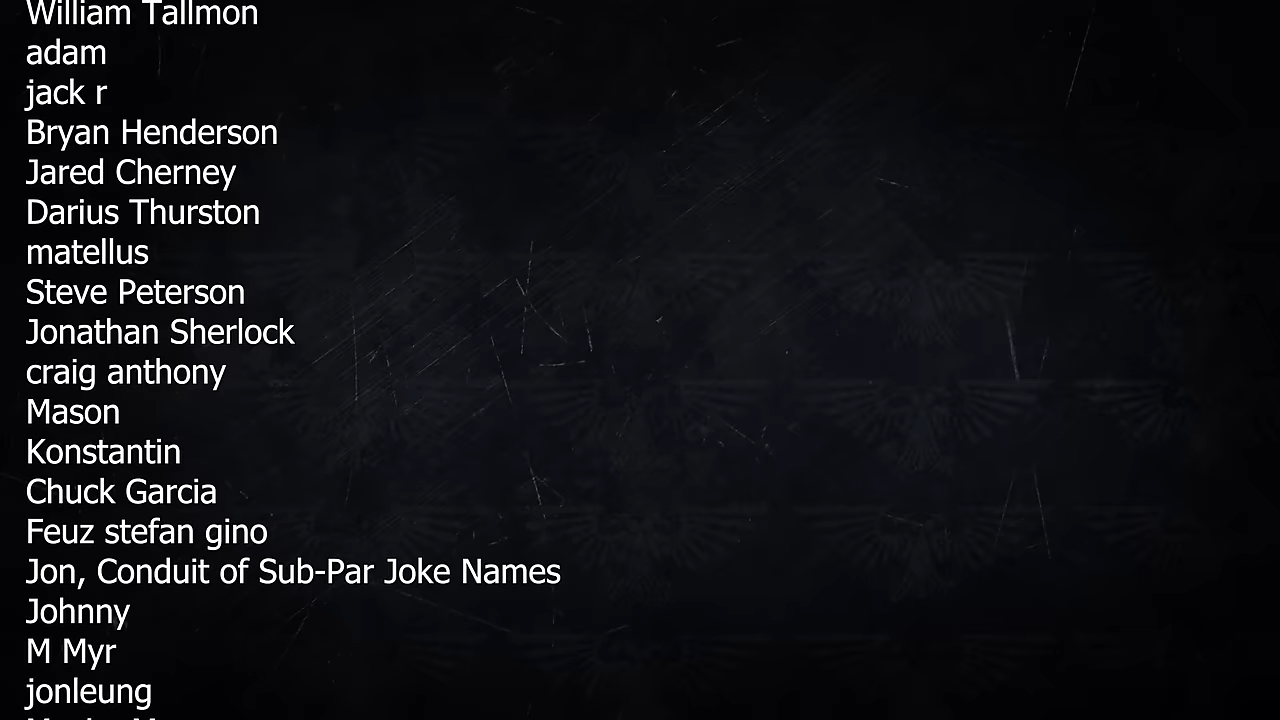 William Tallmon
adam
jack r
Bryan Henderson
Jared Cherney
Darius Thurston
matellus
Steve Peterson
Jonathan Sherlock
craig anthony
Mason
Konstantin
Chuck Garcia
Feuz stefan gino
Jon, Conduit of Sub-Par Joke Names
Johnny
M Myr
jonleung